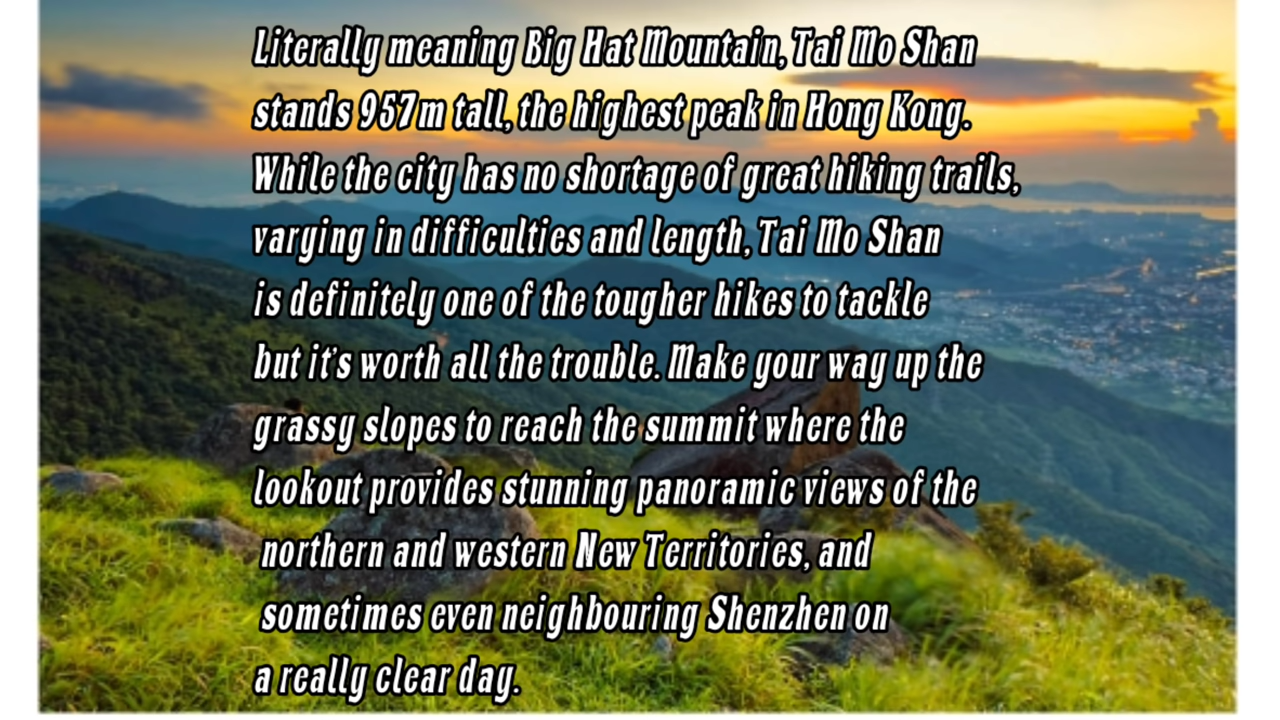 Literally meaning Big Hat Mountain, Tai Mo Shan
stands 957m tall, the highest peak in Hong Kong.
While the city has no shortage of great hiking trails,
varying in difficulties and length, Tai Mo Shan
is definitely one of the tougher hikes to tackle
but it's worth all the trouble. Make your way up the
grassy slopes to reach the summit where the
lookout provides stunning panoramic views of the
northern and western New Territories, and
sometimes even neighbouring Shenzhen on
a really clear day.